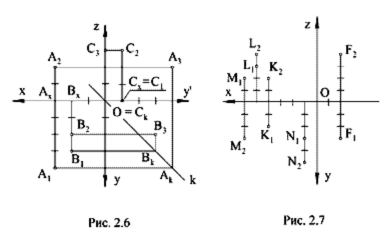 z
z
C₃ C₂
A₂ A₃
L₂
F₂
L₁
M₁ K₂
Cₓ=C₁
x Aₓ Bₓ y'
x O
O=Cₖ
B₂ B₃
M₂ K₁ N₁ F₁
B₁ Bₖ
N₂
A₁ y Aₖ k
y
Рис. 2.6 Рис. 2.7